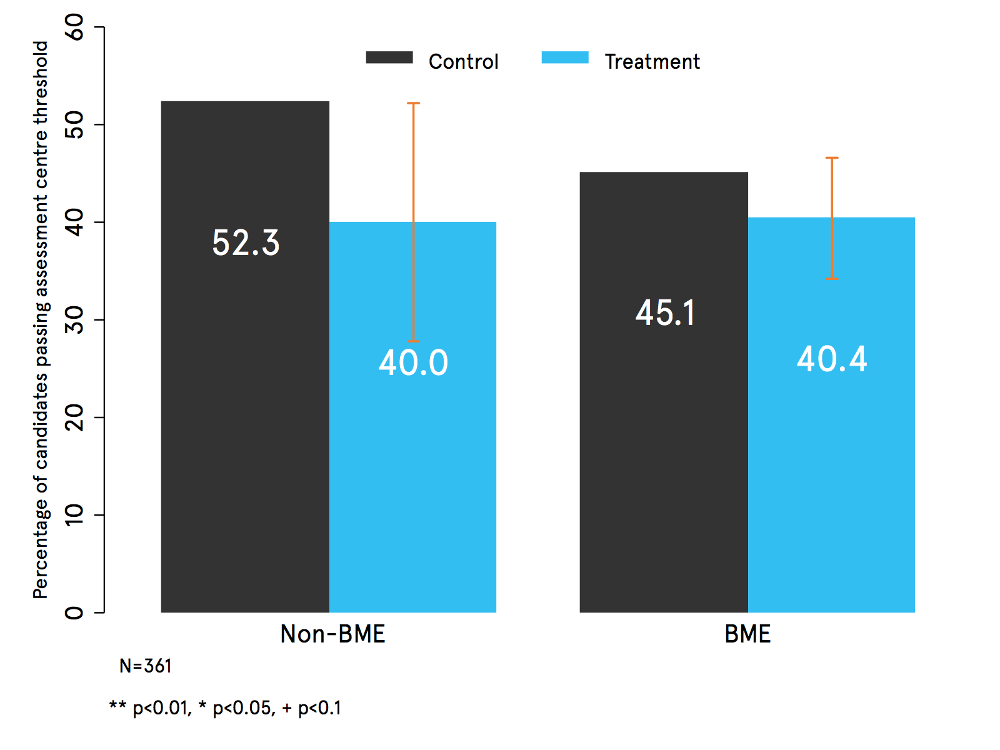 Percentage of candidates passing assessment centre threshold
60
50
40
30
20
10
0
Control
Treatment
52.3
40.0
45.1
40.4
Non-BME
BME
N=361
** p<0.01, * p<0.05, + p<0.1